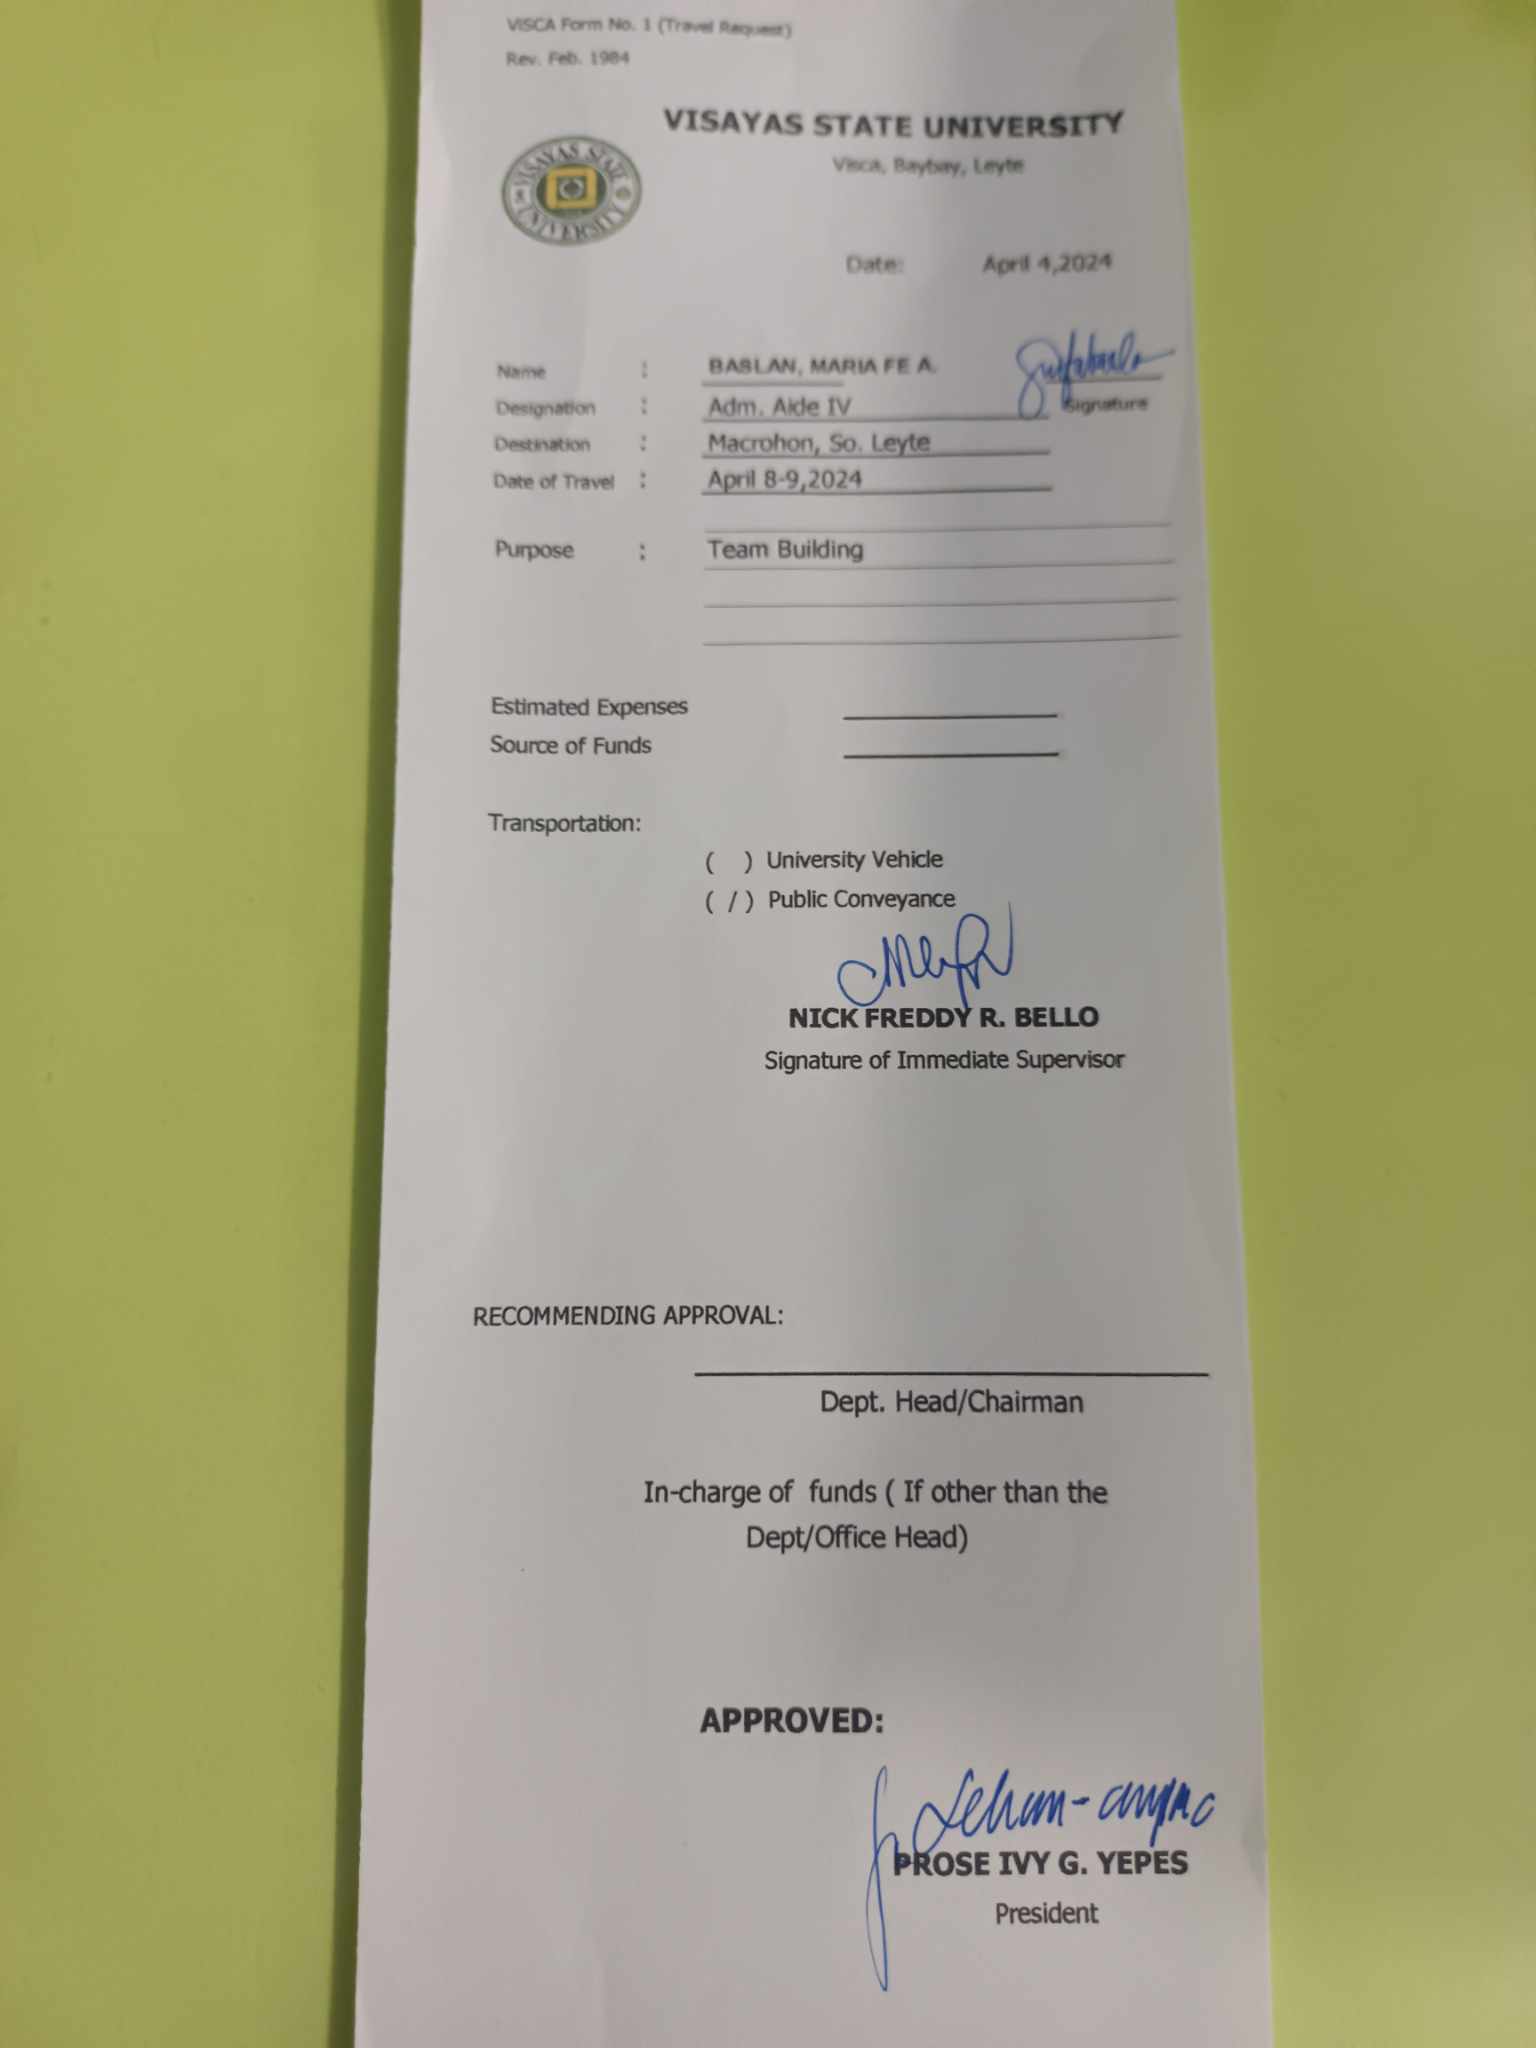 VISCA Form No. 1 (Travel Request)
Rev. Feb. 1984
VISAYAS STATE UNIVERSITY
Visca, Baybay, Leyte
VISAYAS STATE UNIVERSITY
Date: April 4,2024
Name : BASLAN, MARIA FE A.
Signature
Designation : Adm. Aide IV
Destination : Macrohon, So. Leyte
Date of Travel : April 8-9,2024
Purpose : Team Building
Estimated Expenses
Source of Funds
Transportation:
( ) University Vehicle
( / ) Public Conveyance
NICK FREDDY R. BELLO
Signature of Immediate Supervisor
RECOMMENDING APPROVAL:
Dept. Head/Chairman
In-charge of funds ( If other than the
Dept/Office Head)
APPROVED:
PROSE IVY G. YEPES
President